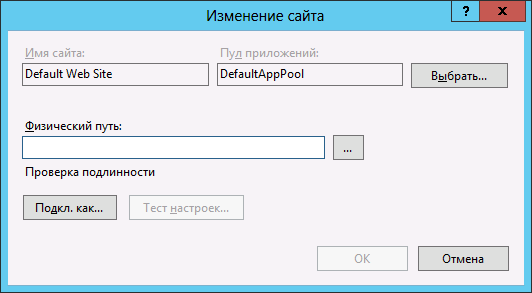 Изменение сайта
? X
Имя сайта: Пул приложений:
Default Web Site DefaultAppPool Выбрать...
Физический путь:
...
Проверка подлинности
Подкл. как... Тест настроек...
ОК Отмена